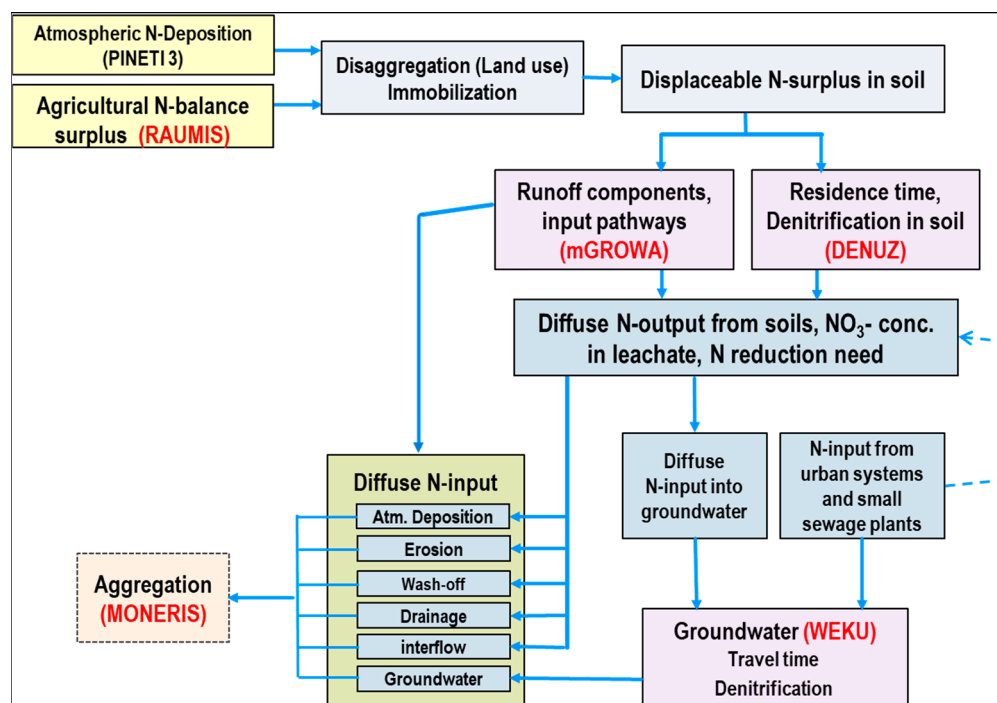 Atmospheric N-Deposition
(PINETI 3)
Agricultural N-balance
surplus (RAUMIS)
Disaggregation (Land use)
Immobilization
Displaceable N-surplus in soil
Runoff components,
input pathways
(mGROWA)
Residence time,
Denitrification in soil
(DENUZ)
Diffuse N-output from soils, NO₃- conc.
in leachate, N reduction need
Diffuse
N-input into
groundwater
N-input from
urban systems
and small
sewage plants
Diffuse N-input
Atm. Deposition
Erosion
Wash-off
Drainage
interflow
Groundwater
Aggregation
(MONERIS)
Groundwater (WEKU)
Travel time
Denitrification